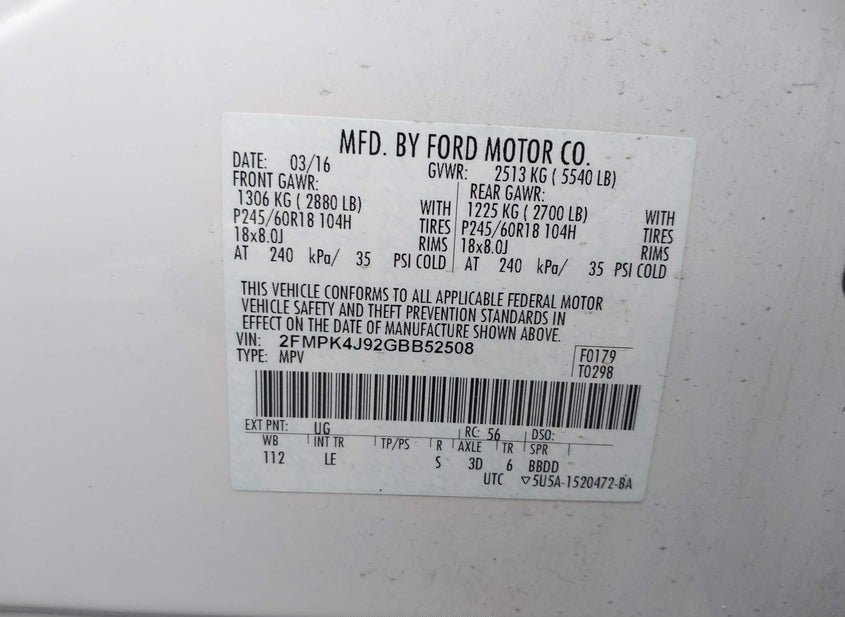 MFD. BY FORD MOTOR CO.
DATE: 03/16 GVWR: 2513 KG ( 5540 LB)
FRONT GAWR: REAR GAWR:
1306 KG ( 2880 LB) WITH 1225 KG ( 2700 LB) WITH
P245/60R18 104H TIRES P245/60R18 104H TIRES
18x8.0J RIMS 18x8.0J RIMS
AT 240 kPa/ 35 PSI COLD AT 240 kPa/ 35 PSI COLD
THIS VEHICLE CONFORMS TO ALL APPLICABLE FEDERAL MOTOR
VEHICLE SAFETY AND THEFT PREVENTION STANDARDS IN
EFFECT ON THE DATE OF MANUFACTURE SHOWN ABOVE.
VIN: 2FMPK4J92GBB52508
TYPE: MPV
F0179
T0298
EXT PNT: UG RC: 56 DSO:
WB INT TR TP/PS R AXLE TR SPR
112 LE S 3D 6 BBDD
UTC ▽5U5A-1520472-BA